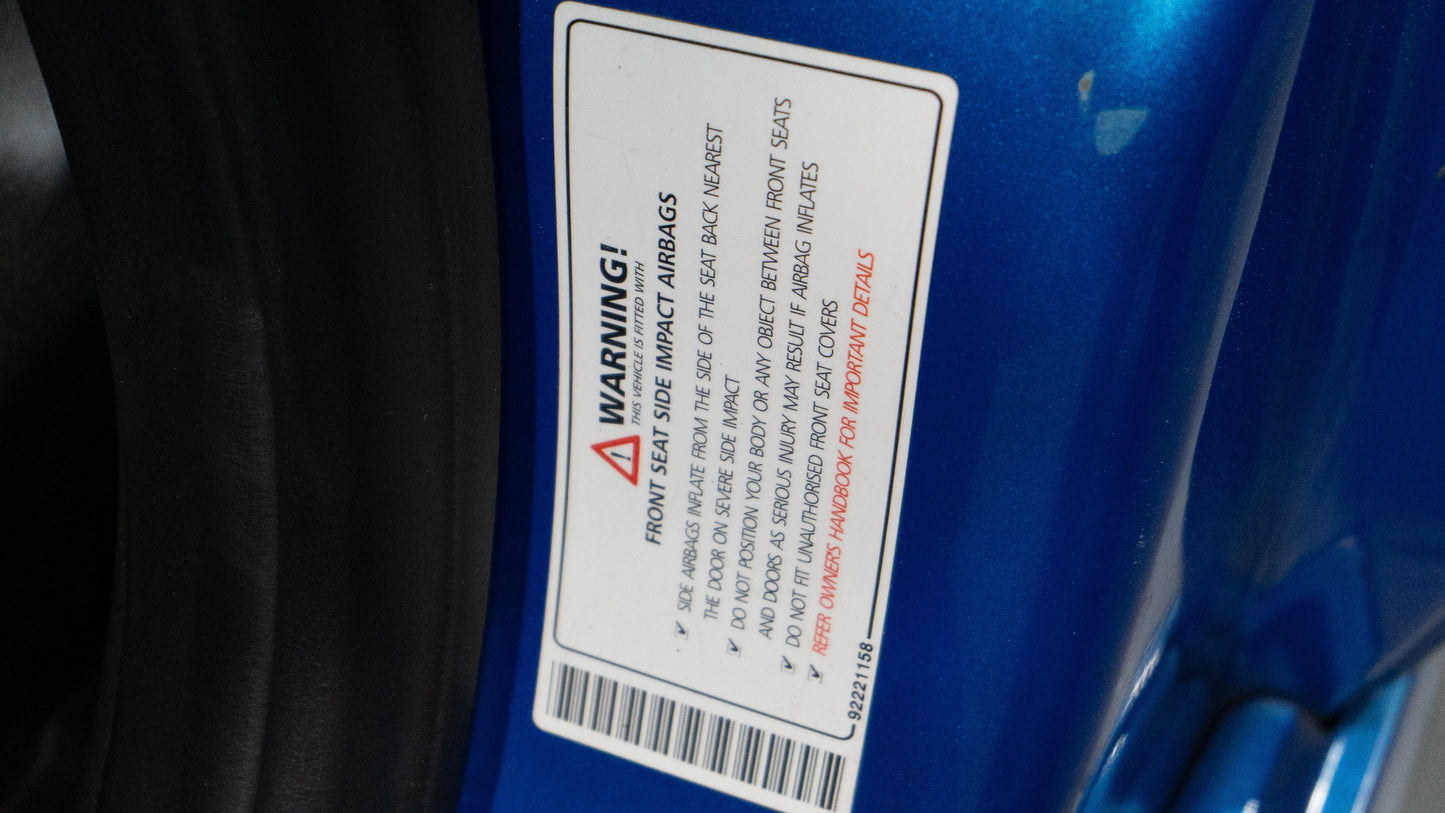 WARNING!
THIS VEHICLE IS FITTED WITH
FRONT SEAT SIDE IMPACT AIRBAGS
SIDE AIRBAGS INFLATE FROM THE SIDE OF THE SEAT BACK NEAREST
THE DOOR ON SEVERE SIDE IMPACT
DO NOT POSITION YOUR BODY OR ANY OBJECT BETWEEN FRONT SEATS
AND DOORS AS SERIOUS INJURY MAY RESULT IF AIRBAG INFLATES
DO NOT FIT UNAUTHORISED FRONT SEAT COVERS
REFER OWNERS HANDBOOK FOR IMPORTANT DETAILS
92221158